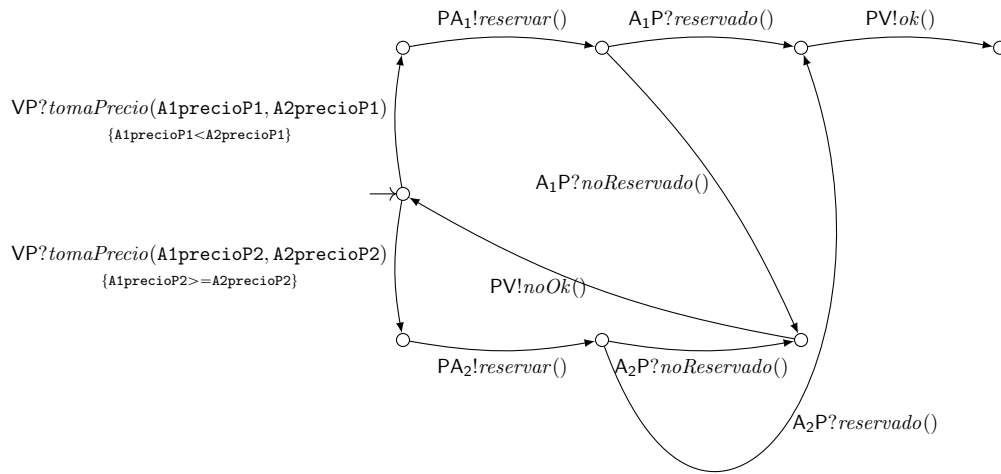 PA₁!reservar()
A₁P?reservado()
PV!ok()
VP?tomaPrecio(A1precioP1, A2precioP1)
{A1precioP1<A2precioP1}
A₁P?noReservado()
VP?tomaPrecio(A1precioP2, A2precioP2)
{A1precioP2>=A2precioP2}
PV!noOk()
PA₂!reservar()
A₂P?noReservado()
A₂P?reservado()